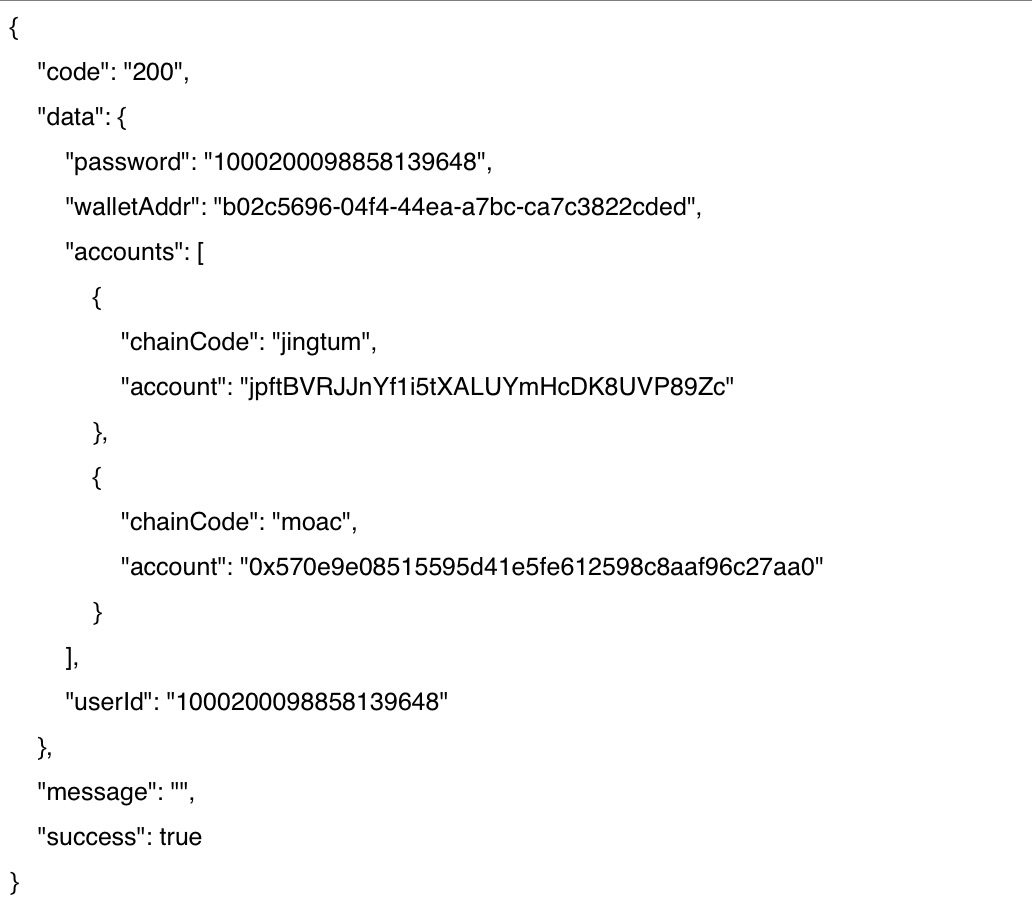 {
"code": "200",
"data": {
"password": "1000200098858139648",
"walletAddr": "b02c5696-04f4-44ea-a7bc-ca7c3822cded",
"accounts": [
{
"chainCode": "jingtum",
"account": "jpftBVRJJnYf1i5tXALUYmHcDK8UVP89Zc"
},
{
"chainCode": "moac",
"account": "0x570e9e08515595d41e5fe612598c8aaf96c27aa0"
}
],
"userId": "1000200098858139648"
},
"message": "",
"success": true
}